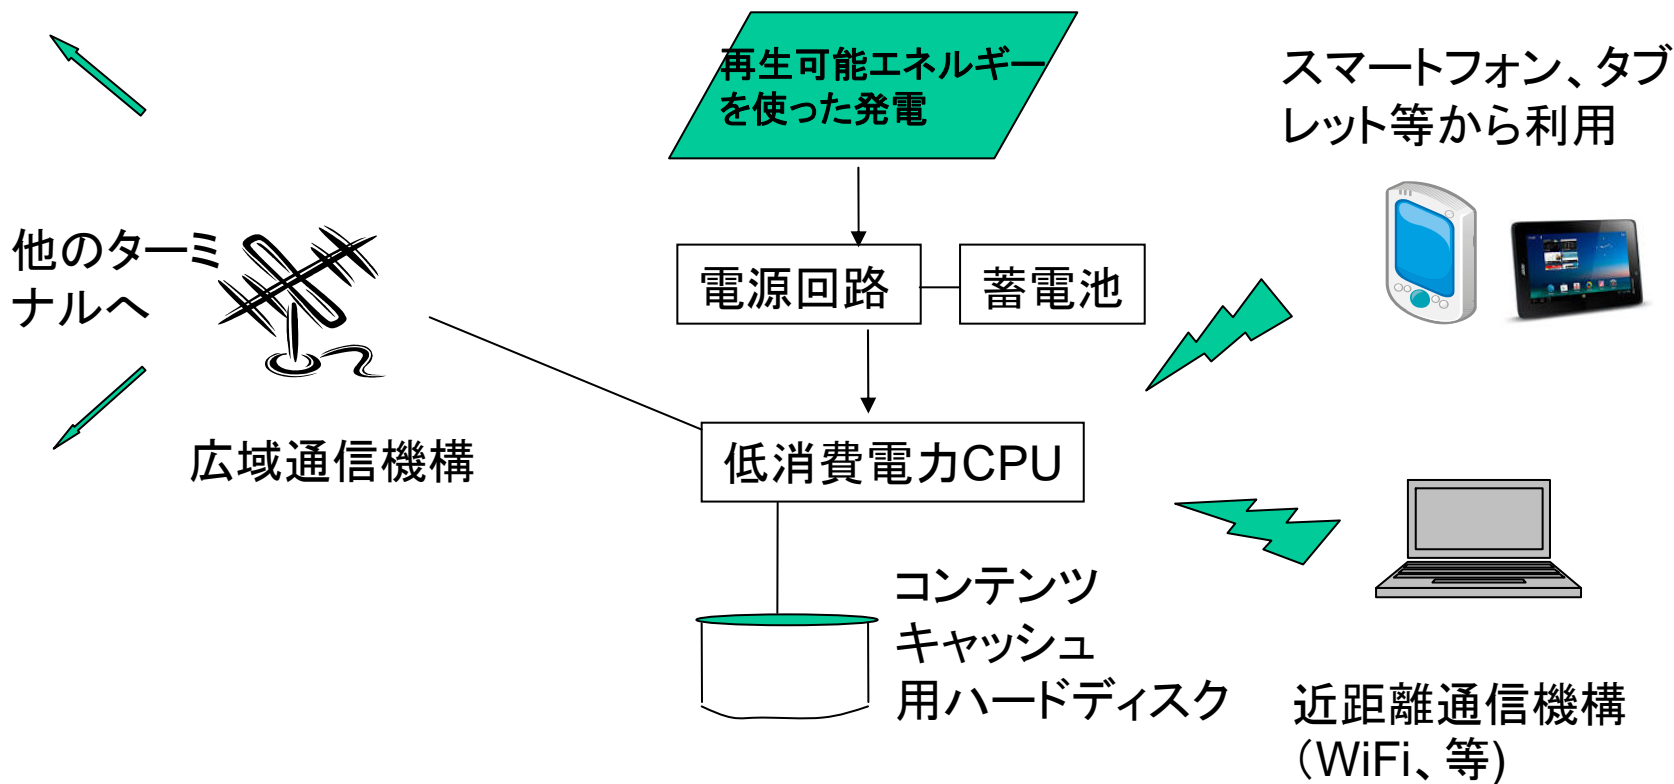 再生可能エネルギー
を使った発電
スマートフォン、タブ
レット等から利用
他のターミ
ナルへ
電源回路
蓄電池
広域通信機構
低消費電力CPU
コンテンツ
キャッシュ
用ハードディスク
近距離通信機構
（WiFi、等)